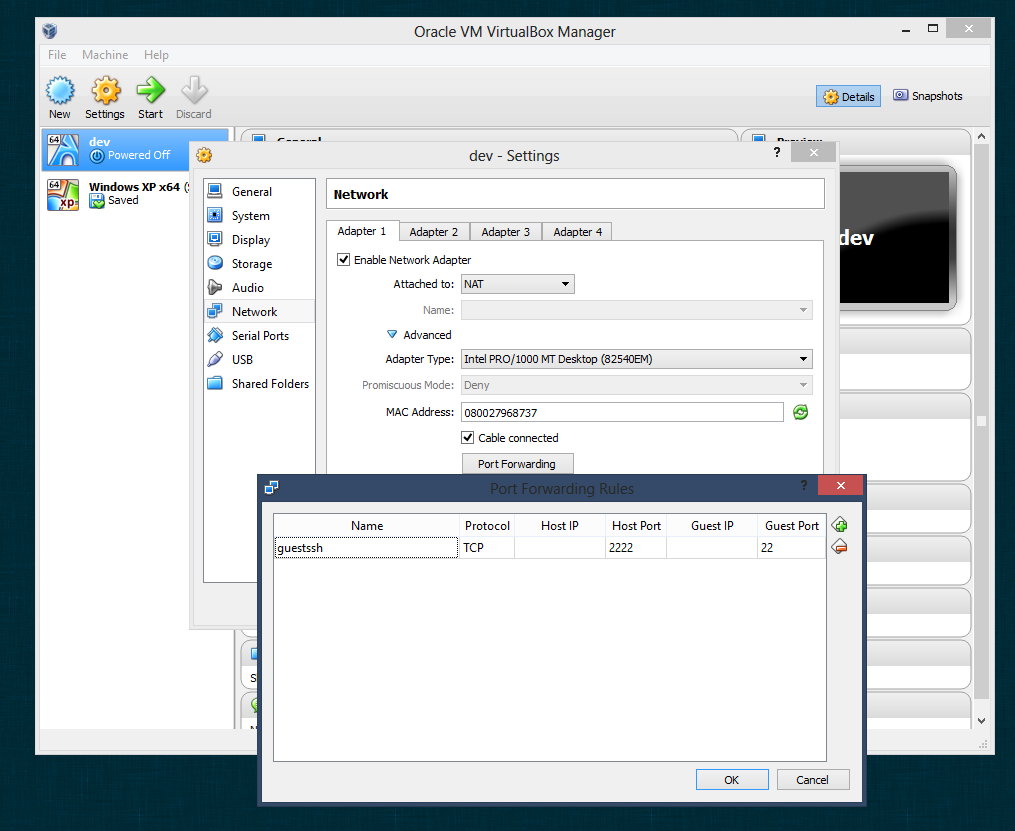 Oracle VM VirtualBox Manager
File Machine Help
New Settings Start Discard
Details Snapshots
64
dev
Powered Off
64
xp
Windows XP x64 (
Saved
General
Preview
dev
dev - Settings
?
General
System
Display
Storage
Audio
Network
Serial Ports
USB
Shared Folders
Network
Adapter 1 Adapter 2 Adapter 3 Adapter 4
Enable Network Adapter
Attached to: NAT
Name:
Advanced
Adapter Type: Intel PRO/1000 MT Desktop (82540EM)
Promiscuous Mode: Deny
MAC Address: 080027968737
Cable connected
Port Forwarding
Port Forwarding Rules
?
Name Protocol Host IP Host Port Guest IP Guest Port
guestssh TCP 2222 22
OK Cancel